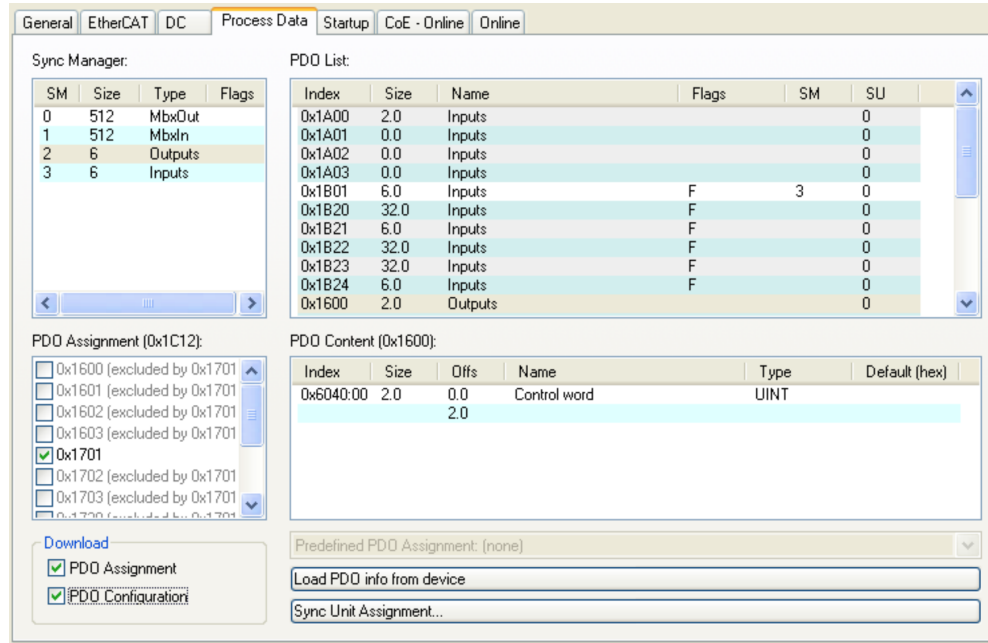 General EtherCAT DC Process Data Startup CoE - Online Online
Sync Manager:
SM Size Type Flags
0 512 MbxOut
1 512 MbxIn
2 6 Outputs
3 6 Inputs
PDO List:
Index Size Name Flags SM SU
0x1A00 2.0 Inputs 0
0x1A01 0.0 Inputs 0
0x1A02 0.0 Inputs 0
0x1A03 0.0 Inputs 0
0x1B01 6.0 Inputs F 3 0
0x1B20 32.0 Inputs F 0
0x1B21 6.0 Inputs F 0
0x1B22 32.0 Inputs F 0
0x1B23 32.0 Inputs F 0
0x1B24 6.0 Inputs F 0
0x1600 2.0 Outputs 0
PDO Assignment (0x1C12):
0x1600 (excluded by 0x1701
0x1601 (excluded by 0x1701
0x1602 (excluded by 0x1701
0x1603 (excluded by 0x1701
0x1701
0x1702 (excluded by 0x1701
0x1703 (excluded by 0x1701
PDO Content (0x1600):
Index Size Offs Name Type Default (hex)
0x6040:00 2.0 0.0 Control word UINT
2.0
Download
PDO Assignment
PDO Configuration
Predefined PDO Assignment: (none)
Load PDO info from device
Sync Unit Assignment...